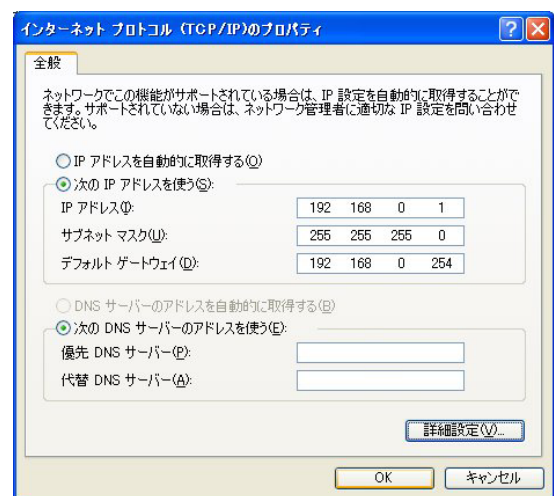 インターネット プロトコル (TCP/IP)のプロパティ
全般
ネットワークでこの機能がサポートされている場合は、IP 設定を自動的に取得することがで
きます。サポートされていない場合は、ネットワーク管理者に適切な IP 設定を問い合わせ
てください。
IP アドレスを自動的に取得する(O)
次の IP アドレスを使う(S):
IP アドレス(I): 192 168 0 1
サブネット マスク(U): 255 255 255 0
デフォルト ゲートウェイ(D): 192 168 0 254
DNS サーバーのアドレスを自動的に取得する(B)
次の DNS サーバーのアドレスを使う(E):
優先 DNS サーバー(P):
代替 DNS サーバー(A):
詳細設定(V)...
OK キャンセル